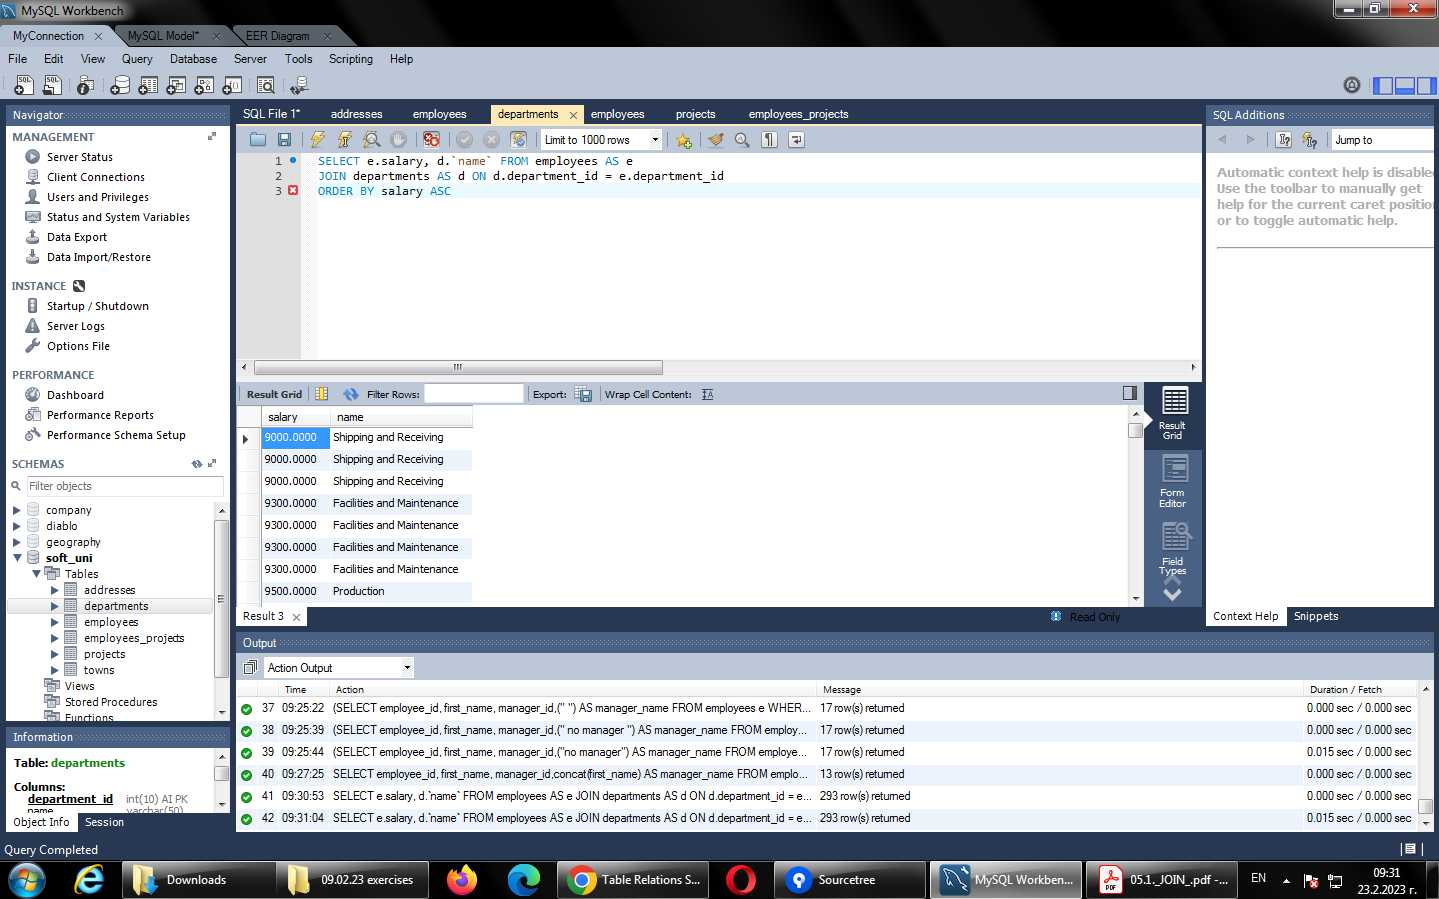 MySQL Workbench
MyConnection
MySQL Model*
EER Diagram
File Edit View Query Database Server Tools Scripting Help
Navigator
MANAGEMENT
Server Status
Client Connections
Users and Privileges
Status and System Variables
Data Export
Data Import/Restore
INSTANCE
Startup / Shutdown
Server Logs
Options File
PERFORMANCE
Dashboard
Performance Reports
Performance Schema Setup
SCHEMAS
Filter objects
company
diablo
geography
soft_uni
Tables
addresses
departments
employees
employees_projects
projects
towns
Views
Stored Procedures
Functions
Information
Table: departments
Columns:
department_id int(10) AI PK
name varchar(50)
Object Info Session
Query Completed
SQL File 1* addresses employees departments employees projects employees_projects
Limit to 1000 rows
1 SELECT e.salary, d.`name` FROM employees AS e
2 JOIN departments AS d ON d.department_id = e.department_id
3 ORDER BY salary ASC
Result Grid Filter Rows: Export: Wrap Cell Content:
salary name
9000.0000 Shipping and Receiving
9000.0000 Shipping and Receiving
9000.0000 Shipping and Receiving
9300.0000 Facilities and Maintenance
9300.0000 Facilities and Maintenance
9300.0000 Facilities and Maintenance
9300.0000 Facilities and Maintenance
9500.0000 Production
Result
Grid
Form
Editor
Field
Types
Result 3
Read Only
SQL Additions
Jump to
Automatic context help is disabled
Use the toolbar to manually get
help for the current caret position
or to toggle automatic help.
Context Help Snippets
Output
Action Output
Time Action Message Duration / Fetch
37 09:25:22 (SELECT employee_id, first_name, manager_id,(" ") AS manager_name FROM employees e WHER... 17 row(s) returned 0.000 sec / 0.000 sec
38 09:25:39 (SELECT employee_id, first_name, manager_id,(" no manager ") AS manager_name FROM employ... 17 row(s) returned 0.000 sec / 0.000 sec
39 09:25:44 (SELECT employee_id, first_name, manager_id,("no manager") AS manager_name FROM employe... 17 row(s) returned 0.015 sec / 0.000 sec
40 09:27:25 SELECT employee_id, first_name, manager_id,concat(first_name) AS manager_name FROM emplo... 13 row(s) returned 0.000 sec / 0.000 sec
41 09:30:53 SELECT e.salary, d.`name` FROM employees AS e JOIN departments AS d ON d.department_id = e... 293 row(s) returned 0.000 sec / 0.000 sec
42 09:31:04 SELECT e.salary, d.`name` FROM employees AS e JOIN departments AS d ON d.department_id = e... 293 row(s) returned 0.015 sec / 0.000 sec
Downloads
09.02.23 exercises
Table Relations S...
Sourcetree
MySQL Workben...
05.1._JOIN_.pdf -...
EN
09:31
23.2.2023 г.